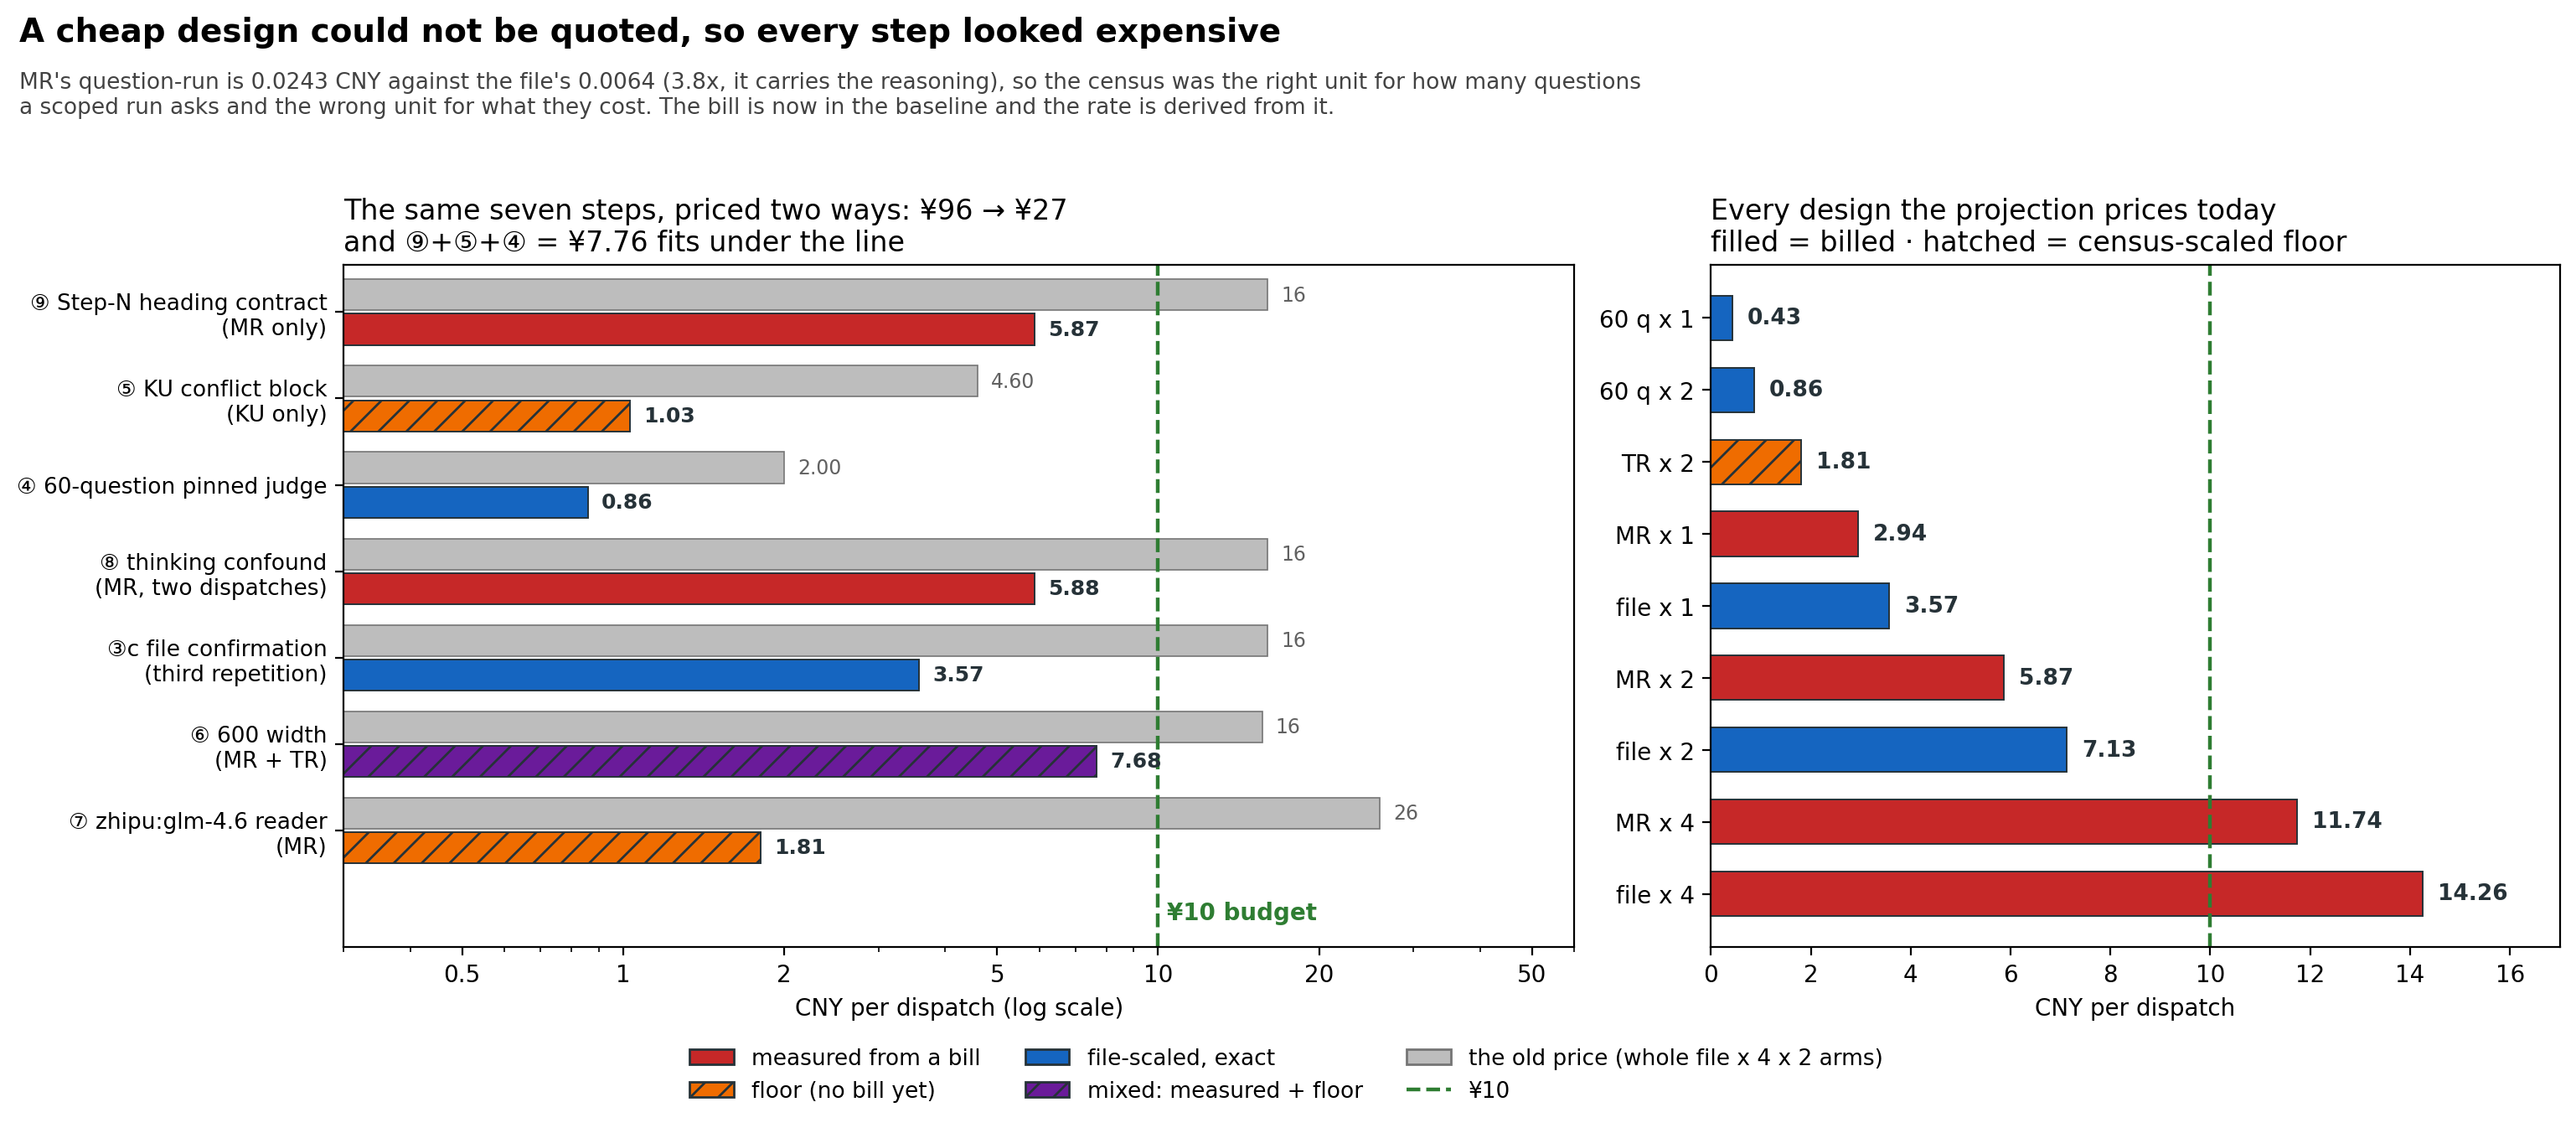 A cheap design could not be quoted, so every step looked expensive
MR's question-run is 0.0243 CNY against the file's 0.0064 (3.8x, it carries the reasoning), so the census was the right unit for how many questions
a scoped run asks and the wrong unit for what they cost. The bill is now in the baseline and the rate is derived from it.
The same seven steps, priced two ways: ¥96 → ¥27
and ⑨+⑤+④ = ¥7.76 fits under the line
⑨ Step-N heading contract
(MR only)
16
5.87
⑤ KU conflict block
(KU only)
4.60
1.03
④ 60-question pinned judge
2.00
0.86
⑧ thinking confound
(MR, two dispatches)
16
5.88
③c file confirmation
(third repetition)
16
3.57
⑥ 600 width
(MR + TR)
16
7.68
⑦ zhipu:glm-4.6 reader
(MR)
26
1.81
¥10 budget
0.5 1 2 5 10 20 50
CNY per dispatch (log scale)
Every design the projection prices today
filled = billed · hatched = census-scaled floor
60 q x 1 0.43
60 q x 2 0.86
TR x 2 1.81
MR x 1 2.94
file x 1 3.57
MR x 2 5.87
file x 2 7.13
MR x 4 11.74
file x 4 14.26
0 2 4 6 8 10 12 14 16
CNY per dispatch
measured from a bill
floor (no bill yet)
file-scaled, exact
mixed: measured + floor
the old price (whole file x 4 x 2 arms)
¥10